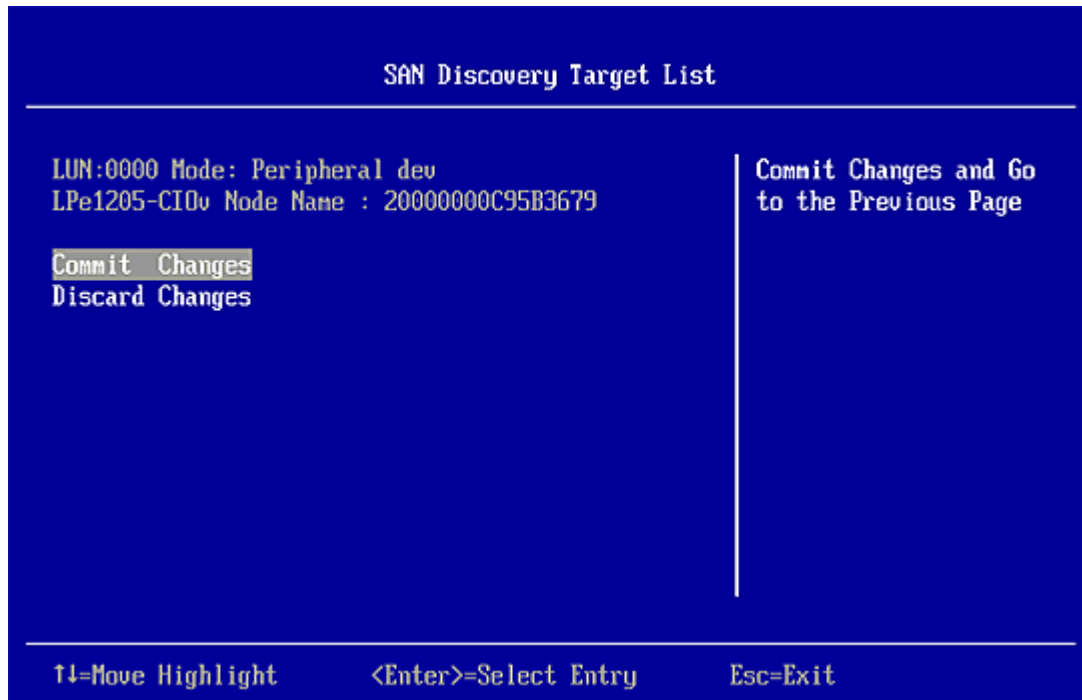 SAN Discovery Target List
LUN:0000 Mode: Peripheral dev
LPe1205-CIOv Node Name : 20000000C95B3679
Commit  Changes
Discard Changes
Commit Changes and Go
to the Previous Page
↑↓=Move Highlight
<Enter>=Select Entry
Esc=Exit